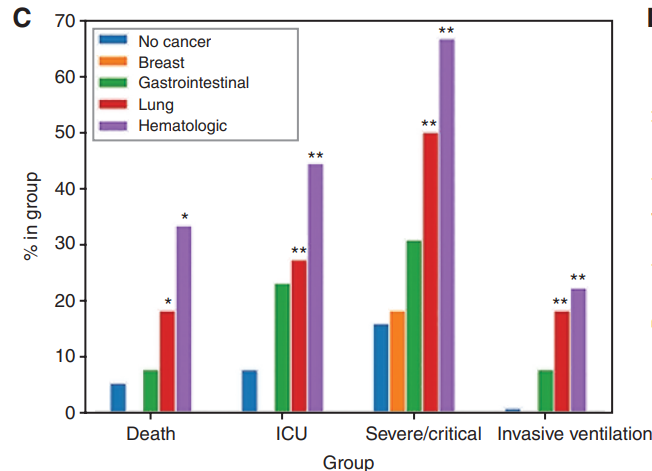 C
70
60
50
40
30
20
10
0
% in group
No cancer
Breast
Gastrointestinal
Lung
Hematologic
* *
** **
** **
** **
Death ICU Severe/critical Invasive ventilation
Group